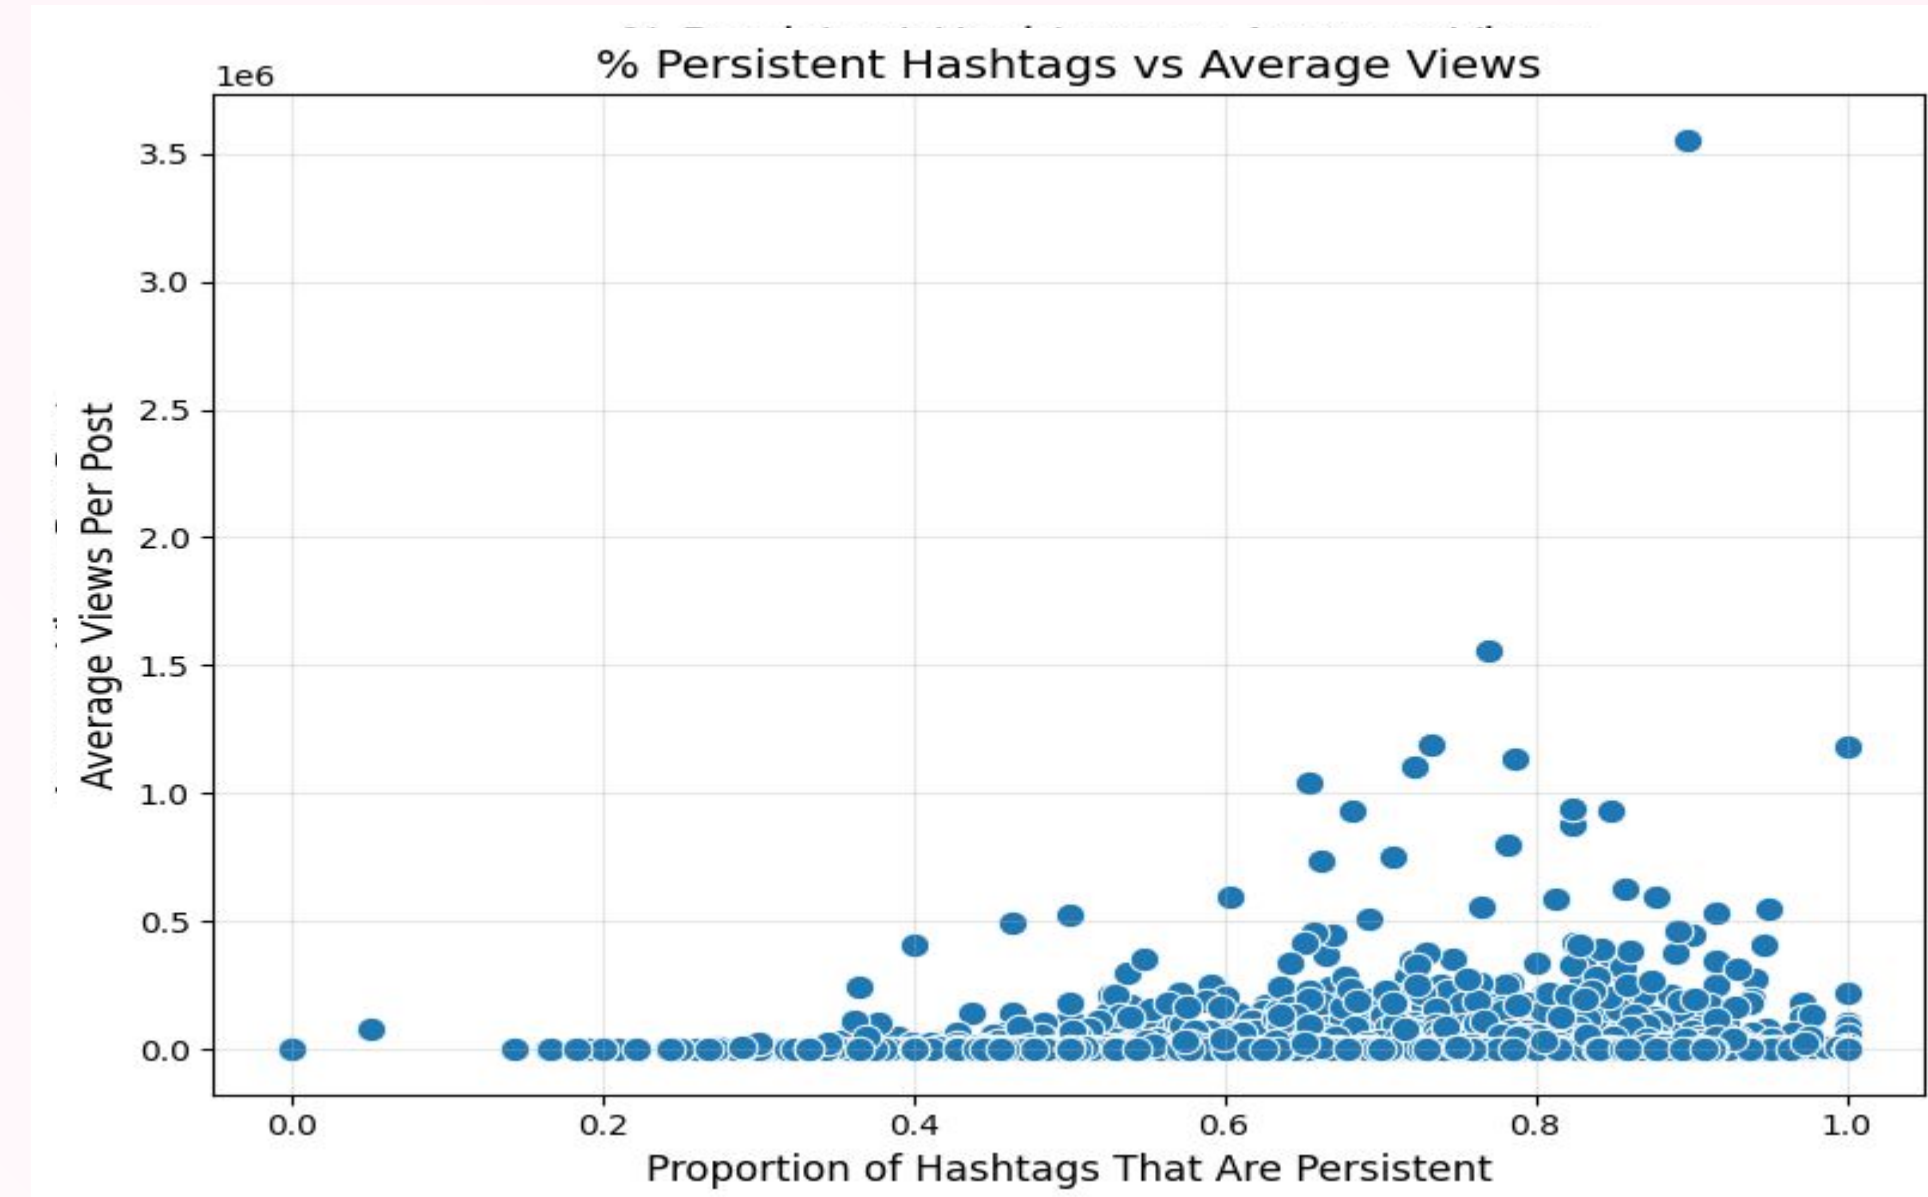 % Persistent Hashtags vs Average Views
1e6
3.5
3.0
2.5
2.0
1.5
1.0
0.5
0.0
Average Views Per Post
0.0 0.2 0.4 0.6 0.8 1.0
Proportion of Hashtags That Are Persistent